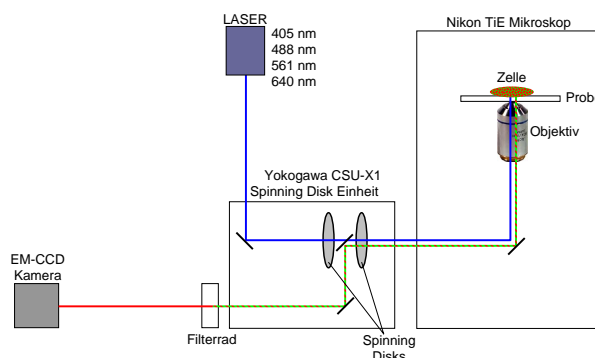 LASER
405 nm
488 nm
561 nm
640 nm
Nikon TiE Mikroskop
Zelle
Probe
Objektiv
Yokogawa CSU-X1
Spinning Disk Einheit
EM-CCD
Kamera
Filterrad
Spinning
Disks